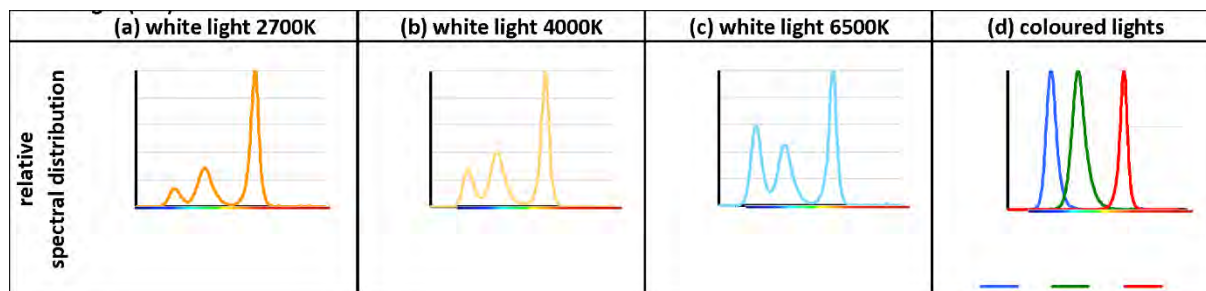 (a) white light 2700K
(b) white light 4000K
(c) white light 6500K
(d) coloured lights
relative
spectral distribution